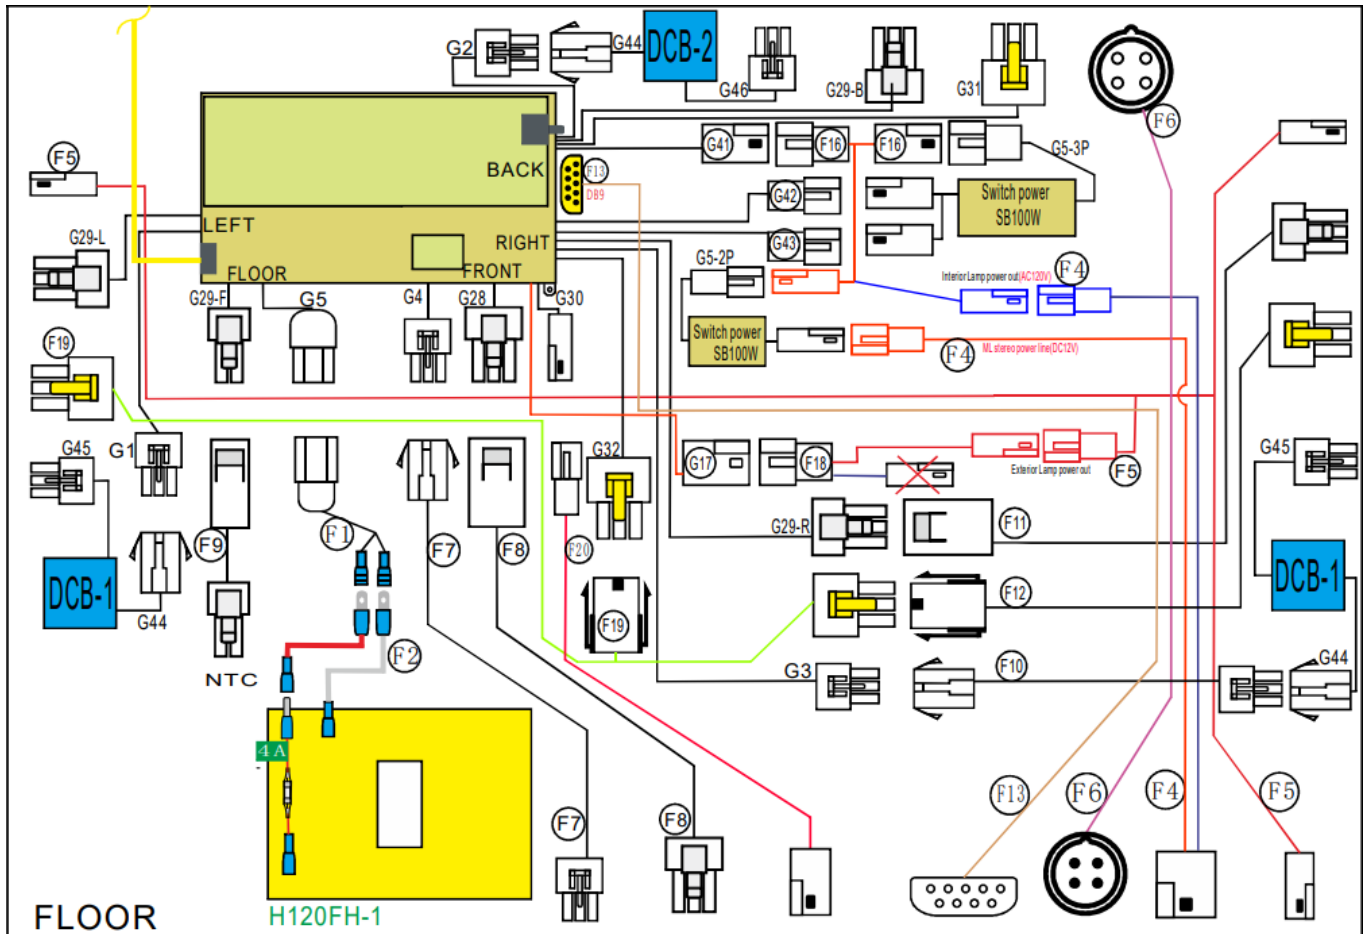 G2
G44
DCB-2
G46
G29-B
G31
F6
F5
BACK
F13
DB9
G41
F16
F16
G5-3P
Switch power
SB100W
G42
LEFT
G29-L
RIGHT
G43
FLOOR
FRONT
G5-2P
Interior Lamp power out(AC120V)
F4
G29-F
G5
G4
G28
G30
Switch power
SB100W
ML stereo power line(DC12V)
F4
F19
G45
G1
G32
G17
F18
Exterior Lamp power out
F5
G45
F9
F1
F7
F8
F20
G29-R
F11
DCB-1
G44
F19
F12
DCB-1
NTC
F2
G3
F10
G44
4A
F13
F6
F4
F5
F7
F8
FLOOR
H120FH-1